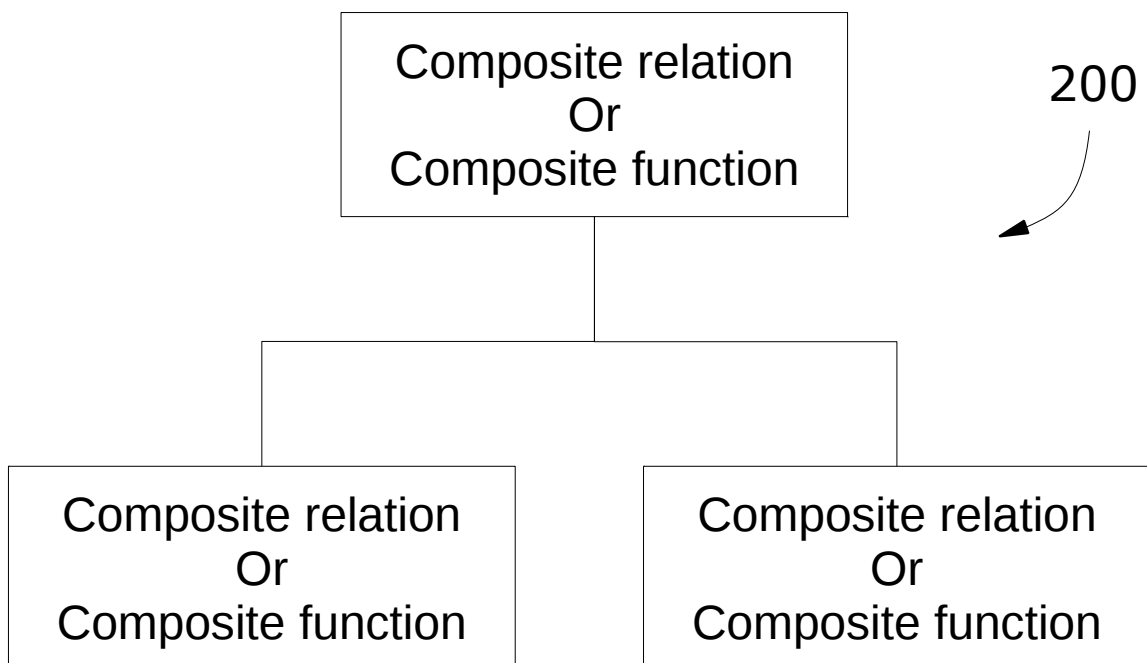 Composite relation
Or
Composite function
200
Composite relation
Or
Composite function
Composite relation
Or
Composite function